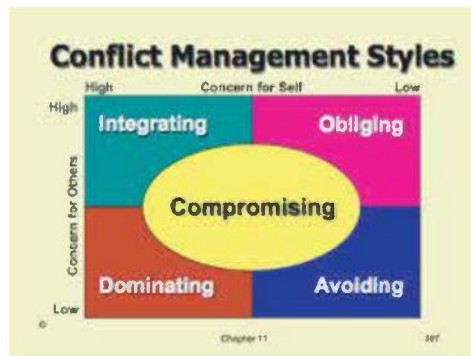 Conflict Management Styles
High Concern for Self Low
High
Integrating Obliging
Concern for Others
Compromising
Dominating Avoiding
Low
© Chapter 11